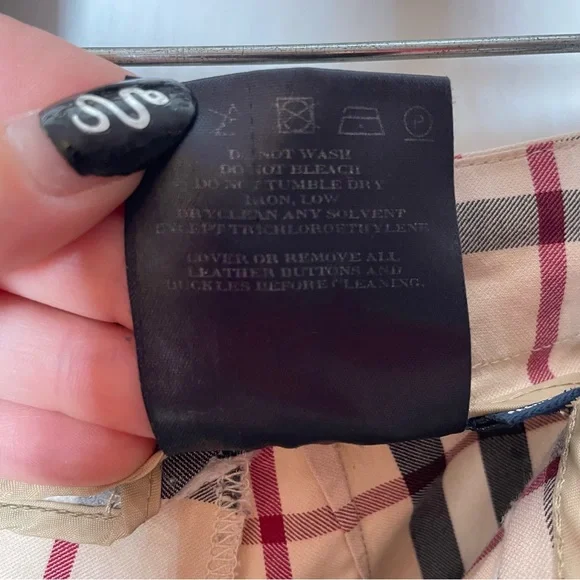 P
DO NOT WASH
DO NOT BLEACH
DO NOT TUMBLE DRY
IRON, LOW
DRYCLEAN ANY SOLVENT
EXCEPT TRICHLOROETHYLENE
COVER OR REMOVE ALL
LEATHER BUTTONS AND
BUCKLES BEFORE CLEANING.